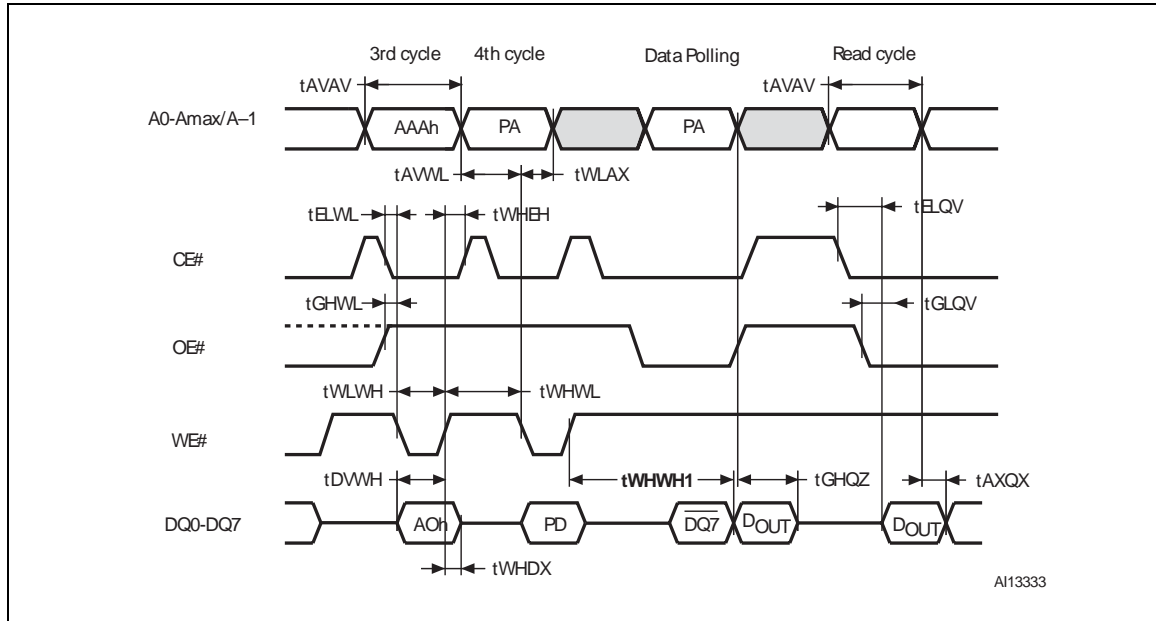 3rd cycle 4th cycle Data Polling Read cycle
tAVAV tAVAV
A0-Amax/A–1 AAAh PA PA
tAVWL tWLAX
tELWL tWHEH tELQV
CE#
tGHWL tGLQV
OE#
tWLWH tWHWL
WE#
tDVWH tWHWH1 tGHQZ tAXQX
DQ0-DQ7 AOh PD DQ7 DOUT DOUT
tWHDX
AI13333